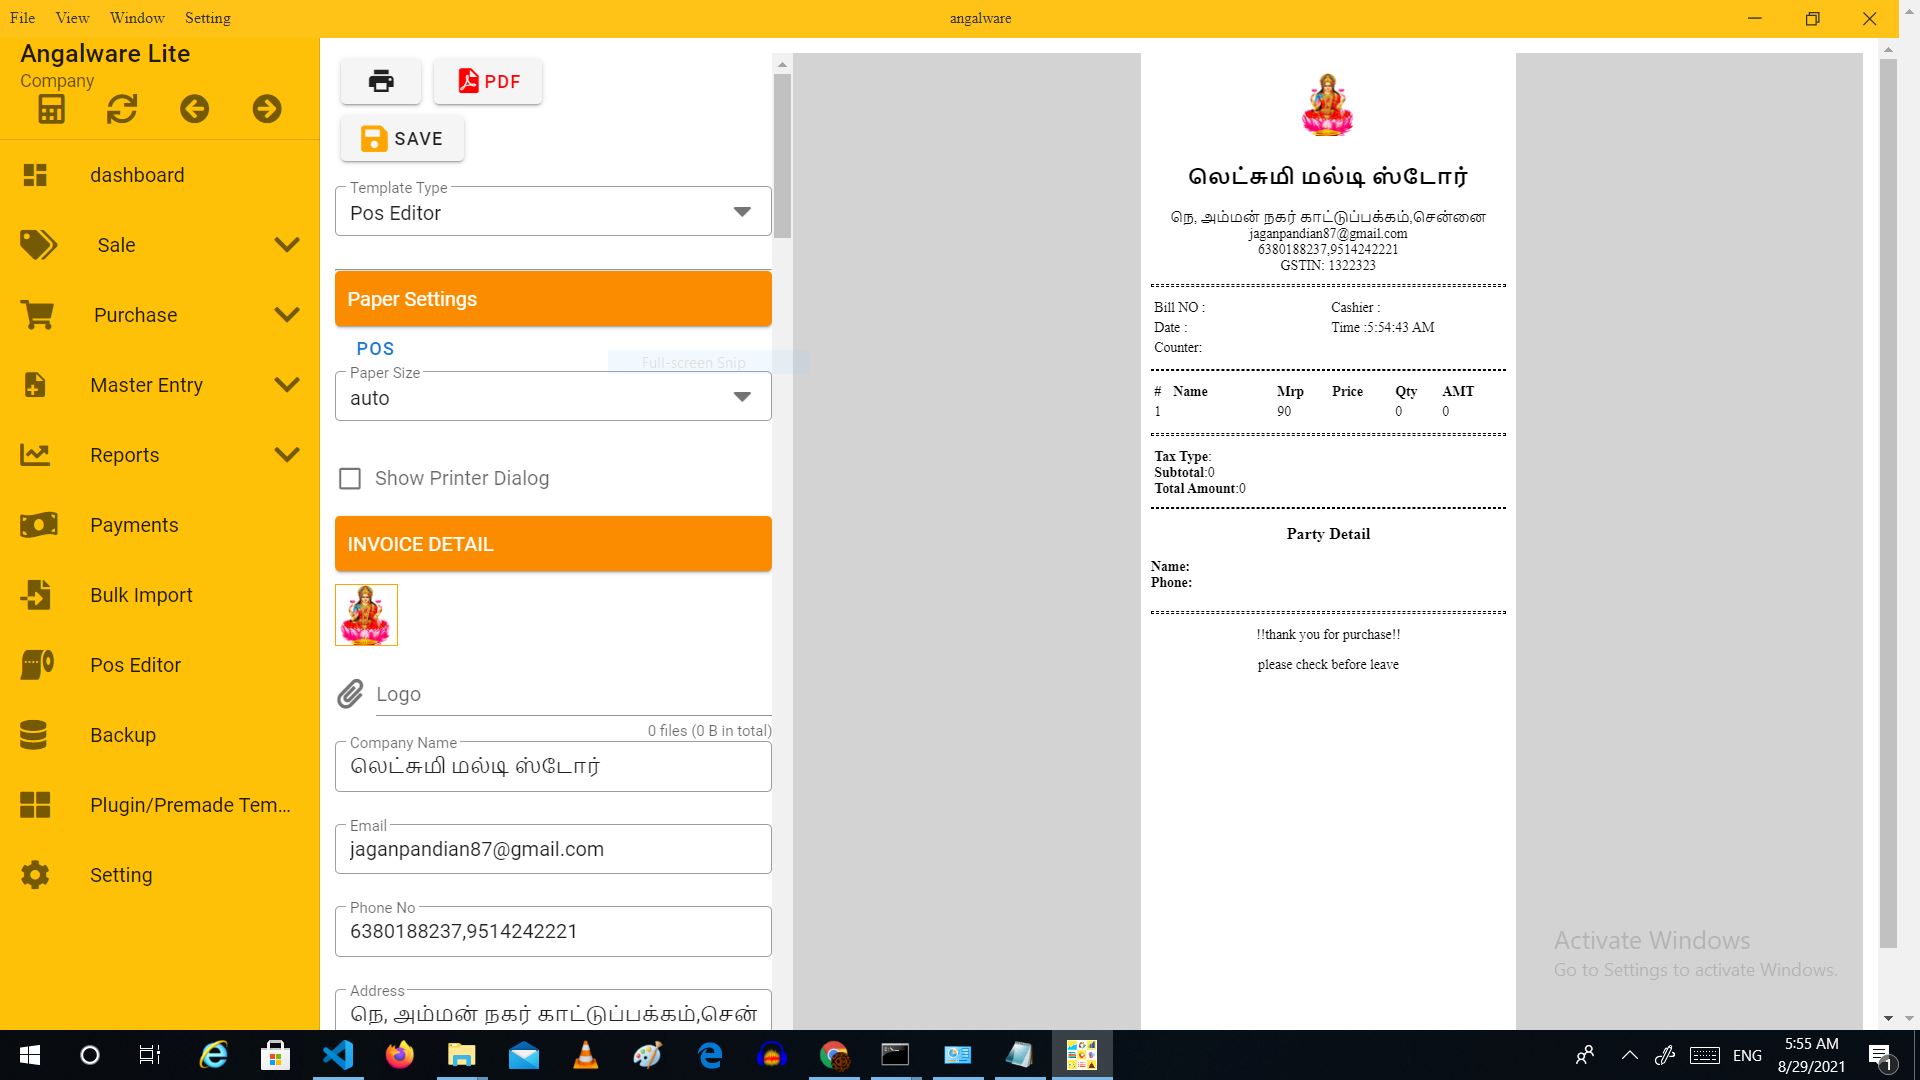 File View Window Setting
angalware
Angalware Lite
Company
dashboard
Sale
Purchase
Master Entry
Reports
Payments
Bulk Import
Pos Editor
Backup
Plugin/Premade Tem...
Setting
PDF
SAVE
Template Type
Pos Editor
Paper Settings
POS
Full-screen Snip
Paper Size
auto
Show Printer Dialog
INVOICE DETAIL
Logo
0 files (0 B in total)
Company Name
லெட்சுமி மல்டி ஸ்டோர்
Email
jaganpandian87@gmail.com
Phone No
6380188237,9514242221
Address
நெ, அம்மன் நகர் காட்டுப்பக்கம்,சென்
லெட்சுமி மல்டி ஸ்டோர்
நெ, அம்மன் நகர் காட்டுப்பக்கம்,சென்னை
jaganpandian87@gmail.com
6380188237,9514242221
GSTIN: 1322323
Bill NO : Cashier :
Date : Time :5:54:43 AM
Counter:
# Name Mrp Price Qty AMT
1 90 0 0
Tax Type:
Subtotal:0
Total Amount:0
Party Detail
Name:
Phone:
!!thank you for purchase!!
please check before leave
Activate Windows
Go to Settings to activate Windows.
ENG
5:55 AM
8/29/2021
1